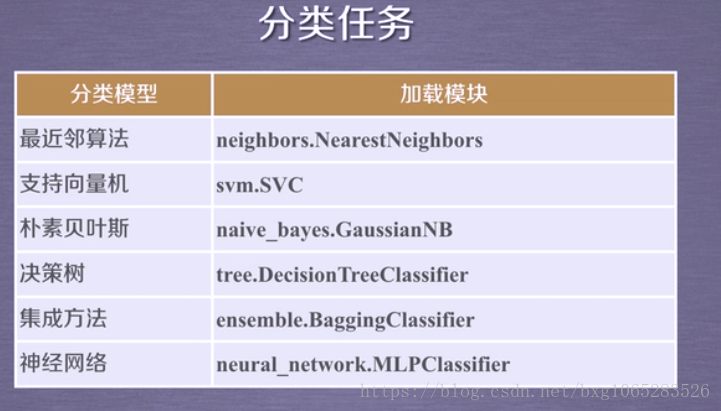 分类任务
分类模型 加载模块
最近邻算法 neighbors.NearestNeighbors
支持向量机 svm.SVC
朴素贝叶斯 naive_bayes.GaussianNB
决策树 tree.DecisionTreeClassifier
集成方法 ensemble.BaggingClassifier
神经网络 neural_network.MLPClassifier
https://blog.csdn.net/bxg1065283526